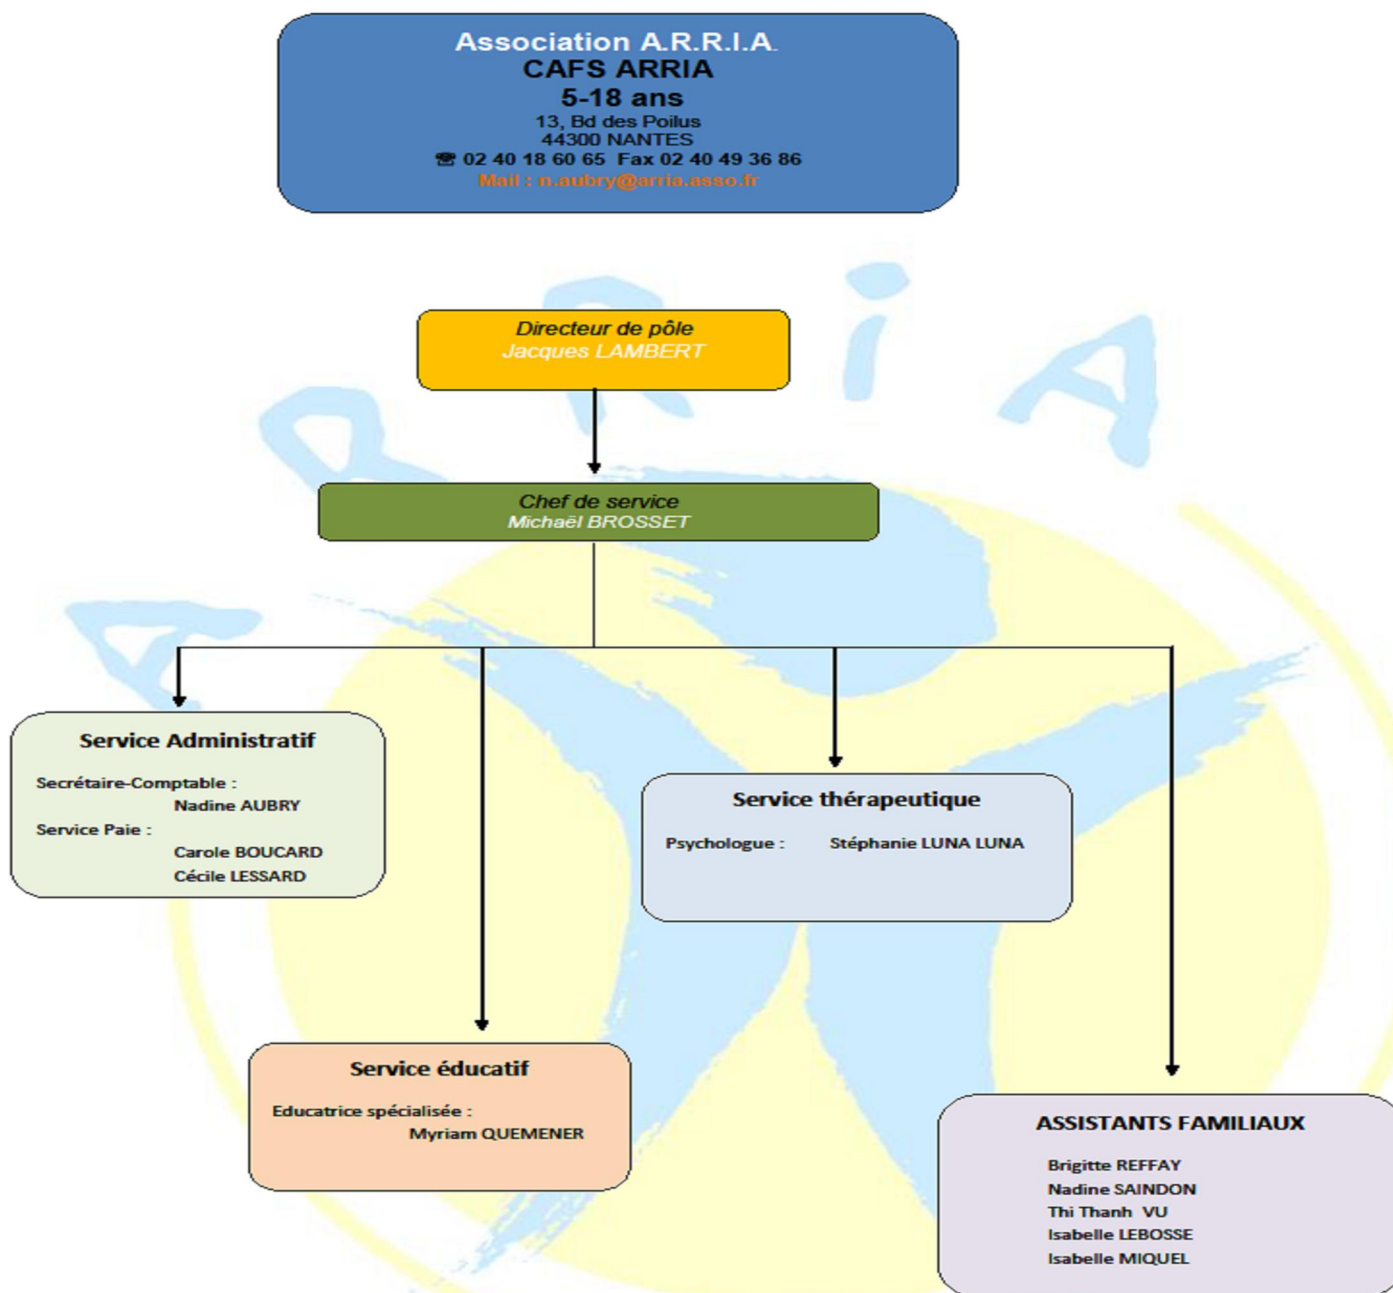 Association A.R.R.I.A.
CAFS ARRIA
5-18 ans
13, Bd des Poilus
44300 NANTES
☎ 02 40 18 60 65 Fax 02 40 49 36 86
Mail : n.aubry@arria.asso.fr
A R R i A
Directeur de pôle
Jacques LAMBERT
Chef de service
Michaël BROSSET
Service Administratif
Secrétaire-Comptable :
Nadine AUBRY
Service Paie :
Carole BOUCARD
Cécile LESSARD
Service thérapeutique
Psychologue : Stéphanie LUNA LUNA
Service éducatif
Educatrice spécialisée :
Myriam QUEMENER
ASSISTANTS FAMILIAUX
Brigitte REFFAY
Nadine SAINDON
Thi Thanh VU
Isabelle LEBOSSE
Isabelle MIQUEL